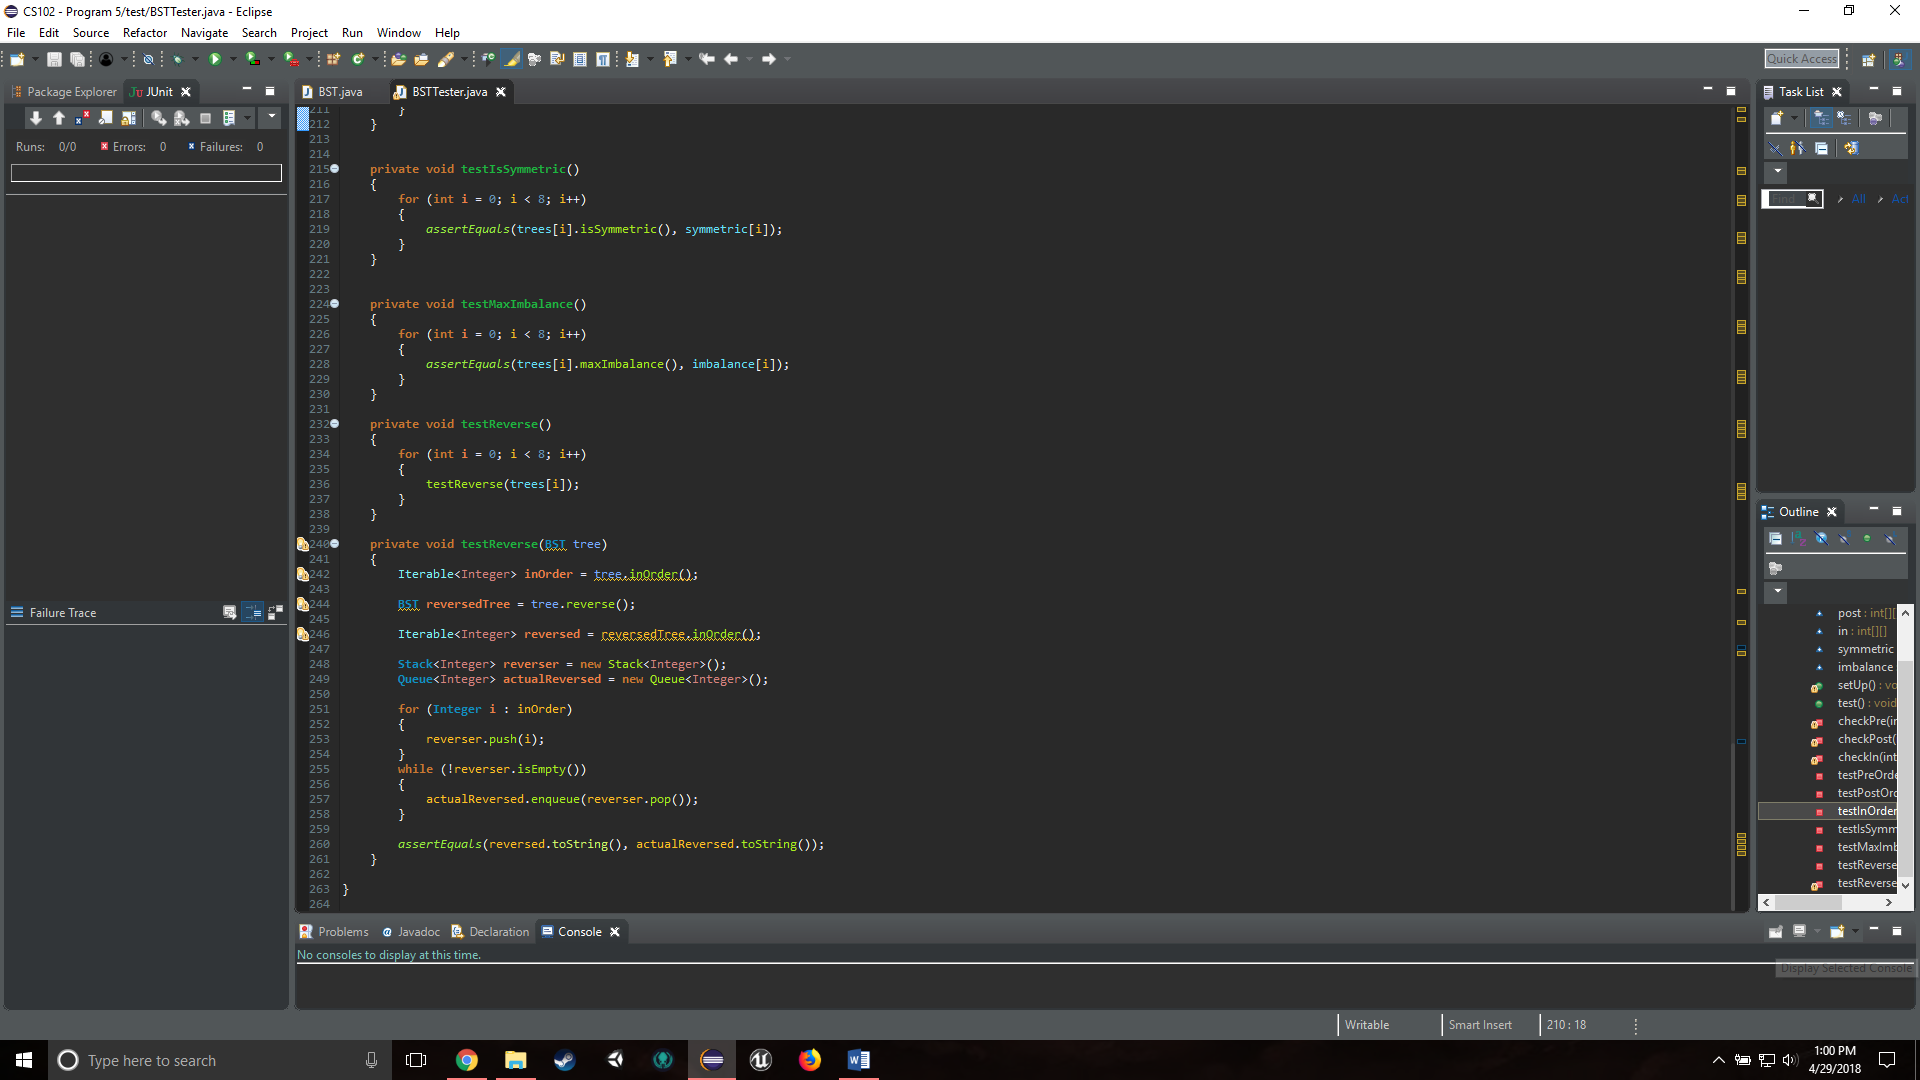 CS102 - Program 5/test/BSTTester.java - Eclipse
File Edit Source Refactor Navigate Search Project Run Window Help
Quick Access
Package Explorer JUnit
BST.java BSTTester.java
Task List
Runs: 0/0 Errors: 0 Failures: 0
Find All Act
Failure Trace
211 }
212 }
213
214
215 private void testIsSymmetric()
216 {
217 for (int i = 0; i < 8; i++)
218 {
219 assertEquals(trees[i].isSymmetric(), symmetric[i]);
220 }
221 }
222
223
224 private void testMaxImbalance()
225 {
226 for (int i = 0; i < 8; i++)
227 {
228 assertEquals(trees[i].maxImbalance(), imbalance[i]);
229 }
230 }
231
232 private void testReverse()
233 {
234 for (int i = 0; i < 8; i++)
235 {
236 testReverse(trees[i]);
237 }
238 }
239
240 private void testReverse(BST tree)
241 {
242 Iterable<Integer> inOrder = tree.inOrder();
243
244 BST reversedTree = tree.reverse();
245
246 Iterable<Integer> reversed = reversedTree.inOrder();
247
248 Stack<Integer> reverser = new Stack<Integer>();
249 Queue<Integer> actualReversed = new Queue<Integer>();
250
251 for (Integer i : inOrder)
252 {
253 reverser.push(i);
254 }
255 while (!reverser.isEmpty())
256 {
257 actualReversed.enqueue(reverser.pop());
258 }
259
260 assertEquals(reversed.toString(), actualReversed.toString());
261 }
262
263 }
264
Outline
post : int[][]
in : int[][]
symmetric
imbalance
setUp() : vo
test() : void
checkPre(in
checkPost(
checkIn(int
testPreOrde
testPostOrd
testInOrder
testIsSymm
testMaxImb
testReverse
testReverse
Problems Javadoc Declaration Console
No consoles to display at this time.
Display Selected Console
Writable Smart Insert 210 : 18
Type here to search
1:00 PM
4/29/2018